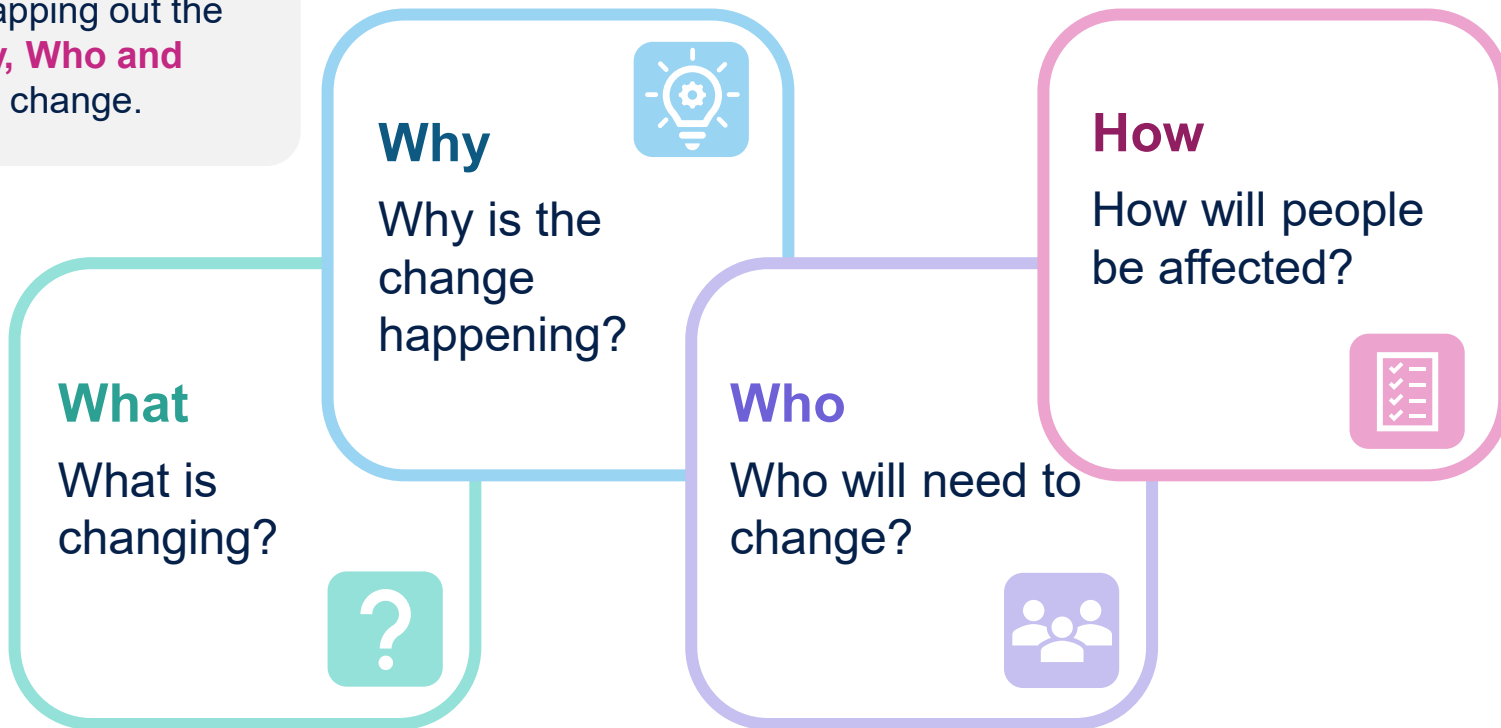 apping out the
, Who and
change.
Why
Why is the
change
happening?
How
How will people
be affected?
What
What is
changing?
?
Who
Who will need to
change?